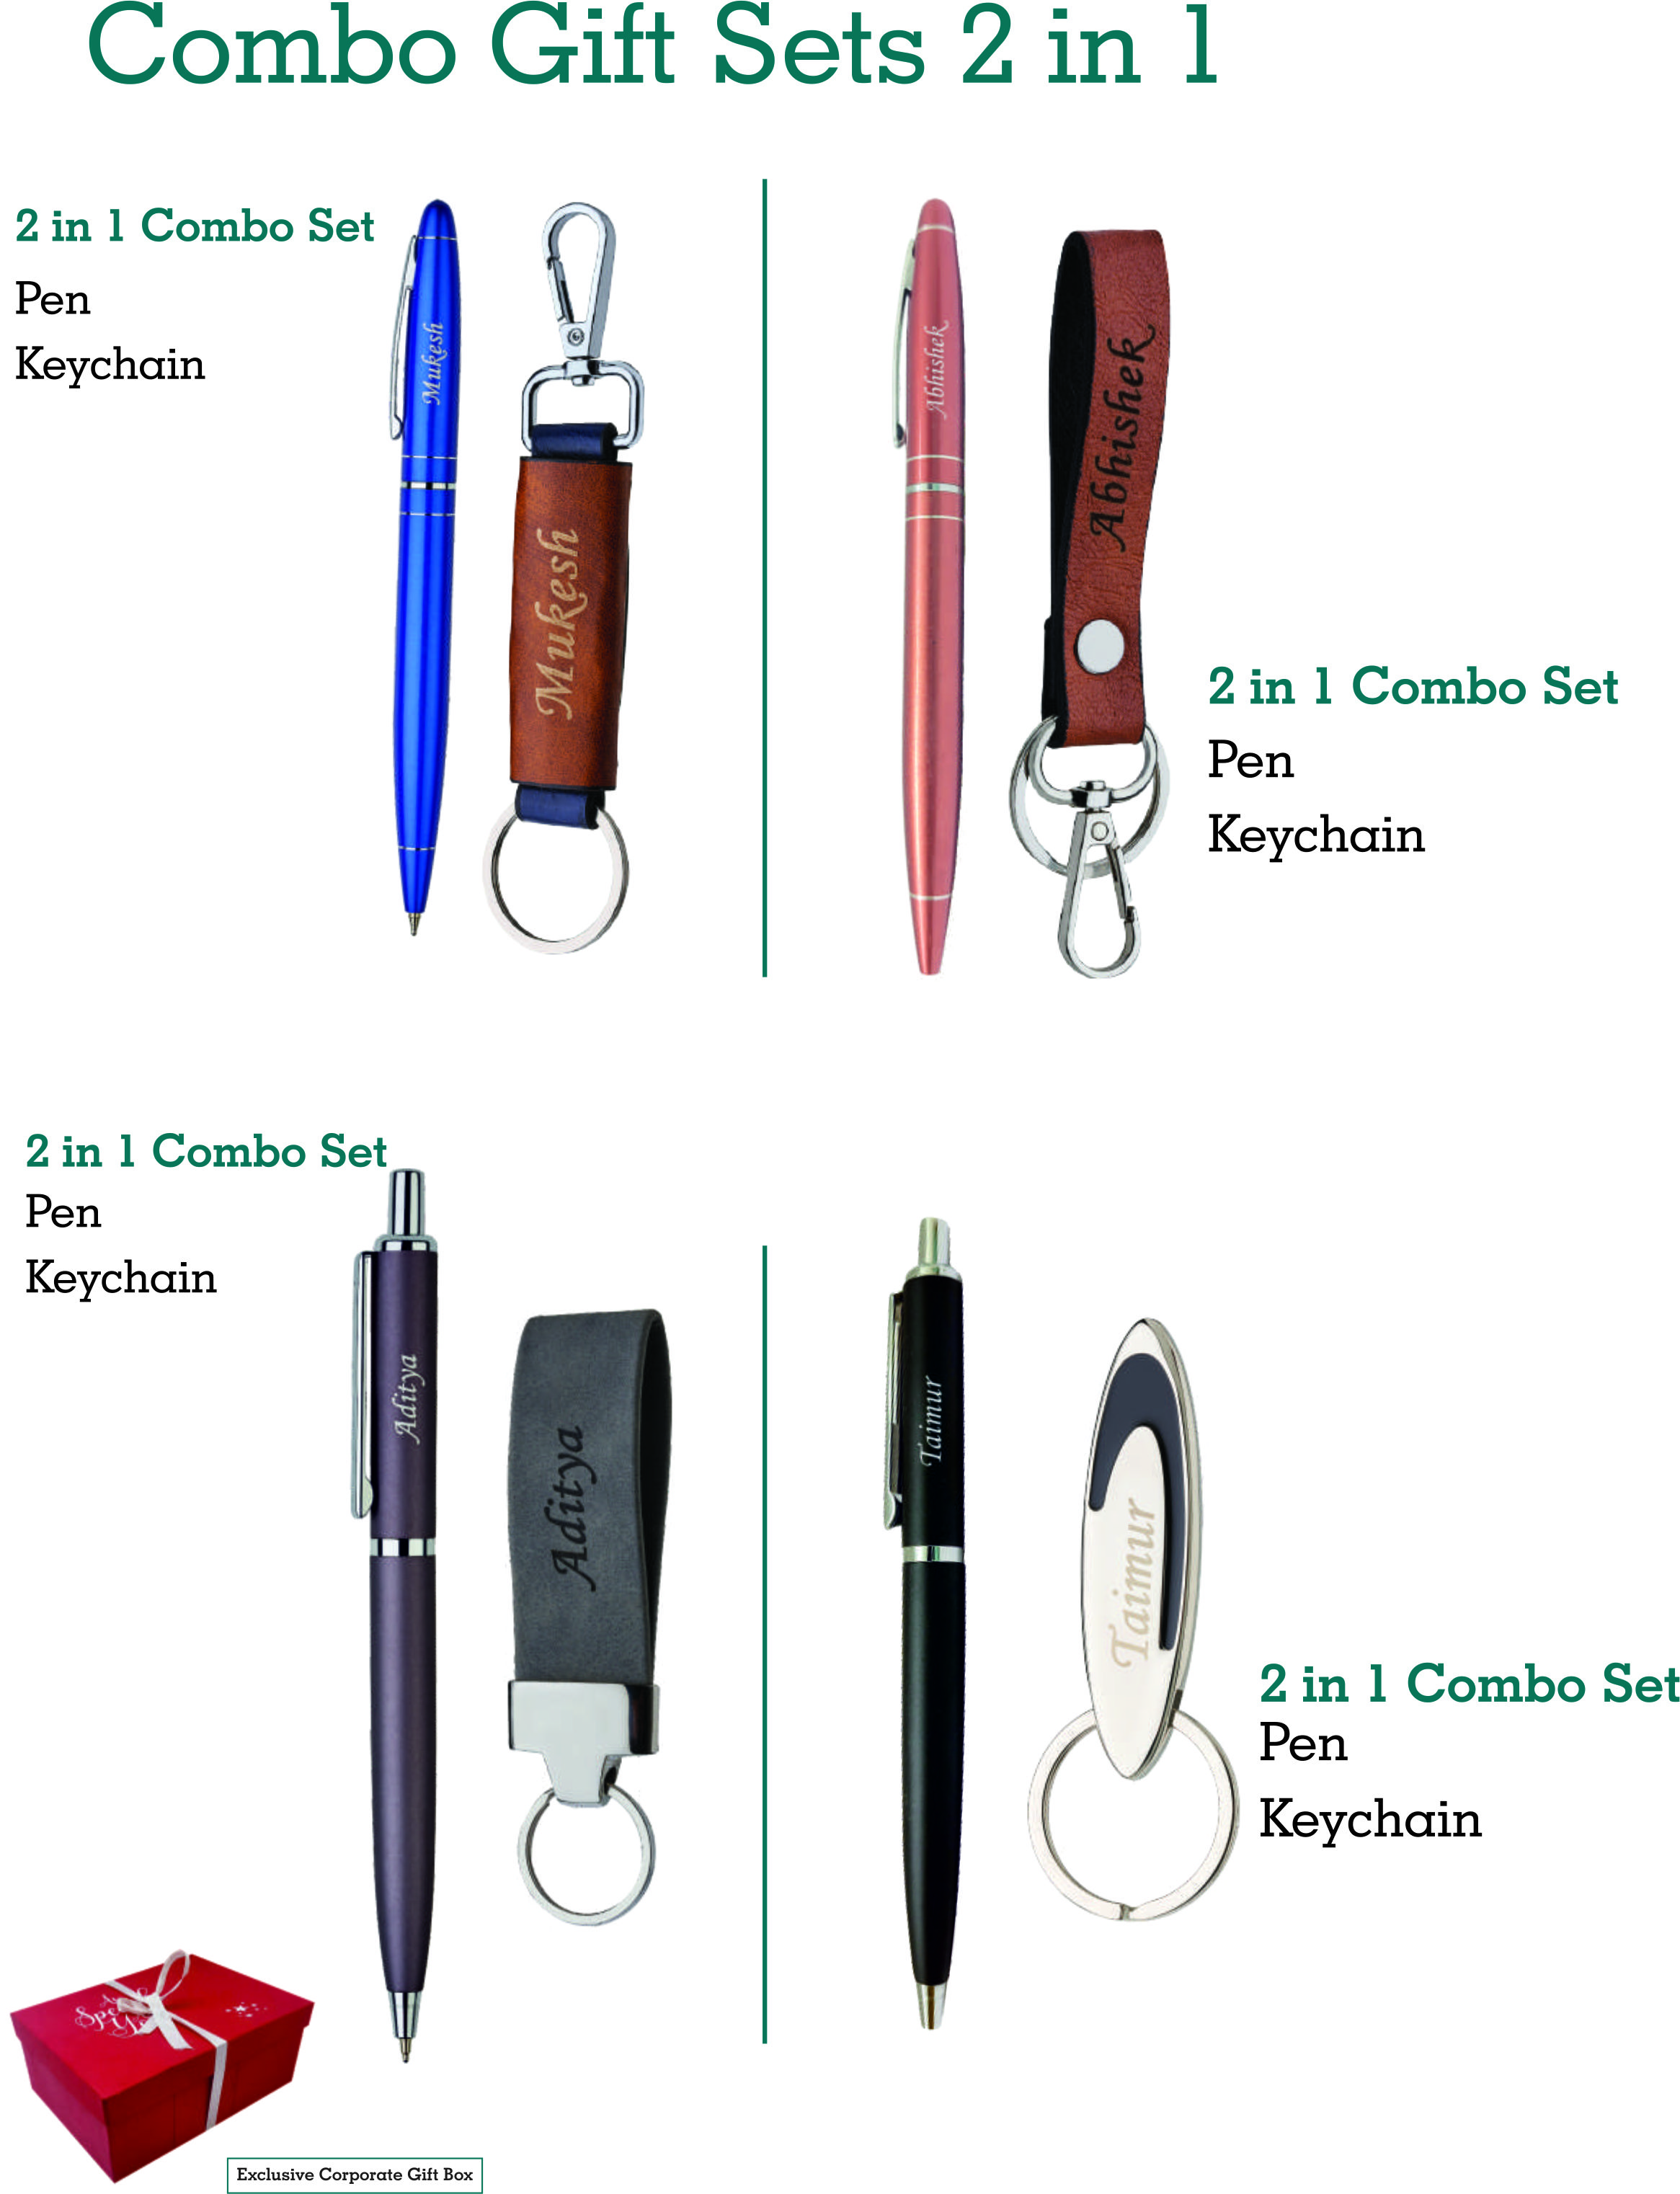 Combo Gift Sets 2 in 1
2 in 1 Combo Set
Pen
Keychain
Mukesh
Mukesh
Abhishek
Abhishek
2 in 1 Combo Set
Pen
Keychain
2 in 1 Combo Set
Pen
Keychain
Aditya
Aditya
Taimur
Taimur
2 in 1 Combo Set
Pen
Keychain
Exclusive Corporate Gift Box